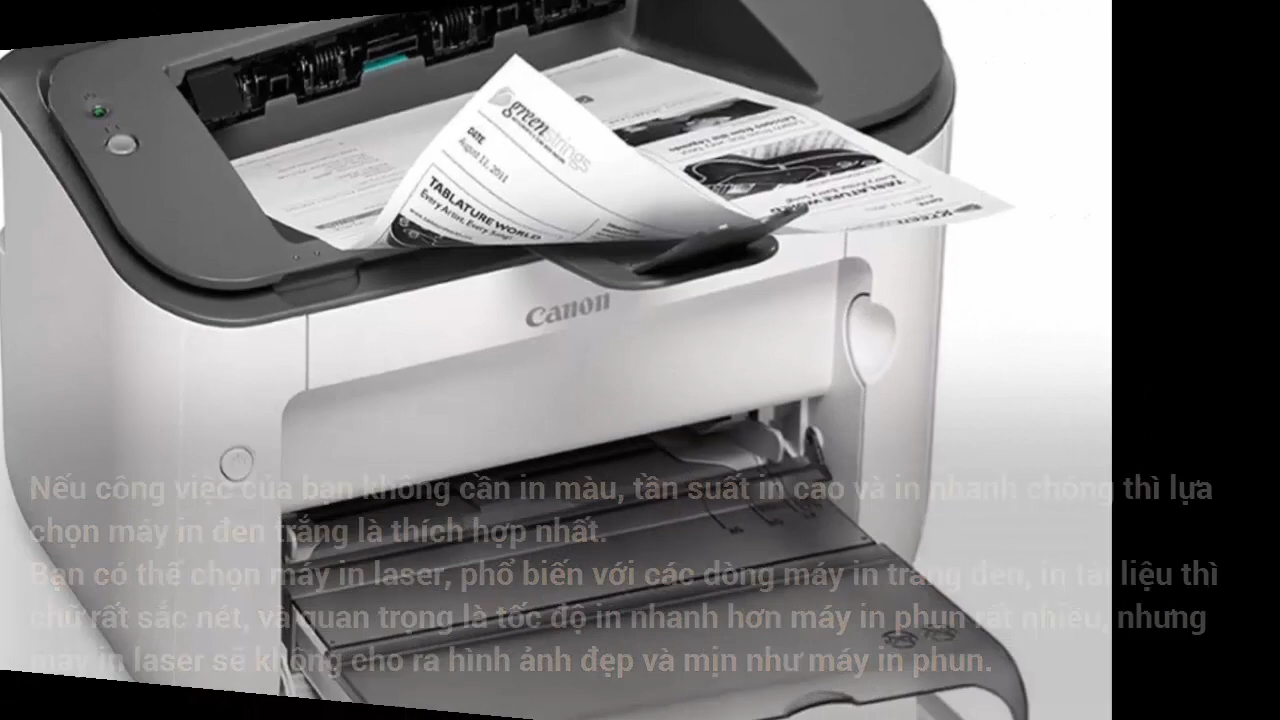 greenstrings
DATE
August 11, 2011
TABLATURE WORLD
Every Artist, Every Song!
TABLATURE WORLD
Canon
Nếu công việc của bạn không cần in màu, tần suất in cao và in nhanh chóng thì lựa
chọn máy in đen trắng là thích hợp nhất.
Bạn có thể chọn máy in laser, phổ biến với các dòng máy in trắng đen, in tài liệu thì
chữ rất sắc nét, và quan trọng là tốc độ in nhanh hơn máy in phun rất nhiều, nhưng
máy in laser sẽ không cho ra hình ảnh đẹp và mịn như máy in phun.